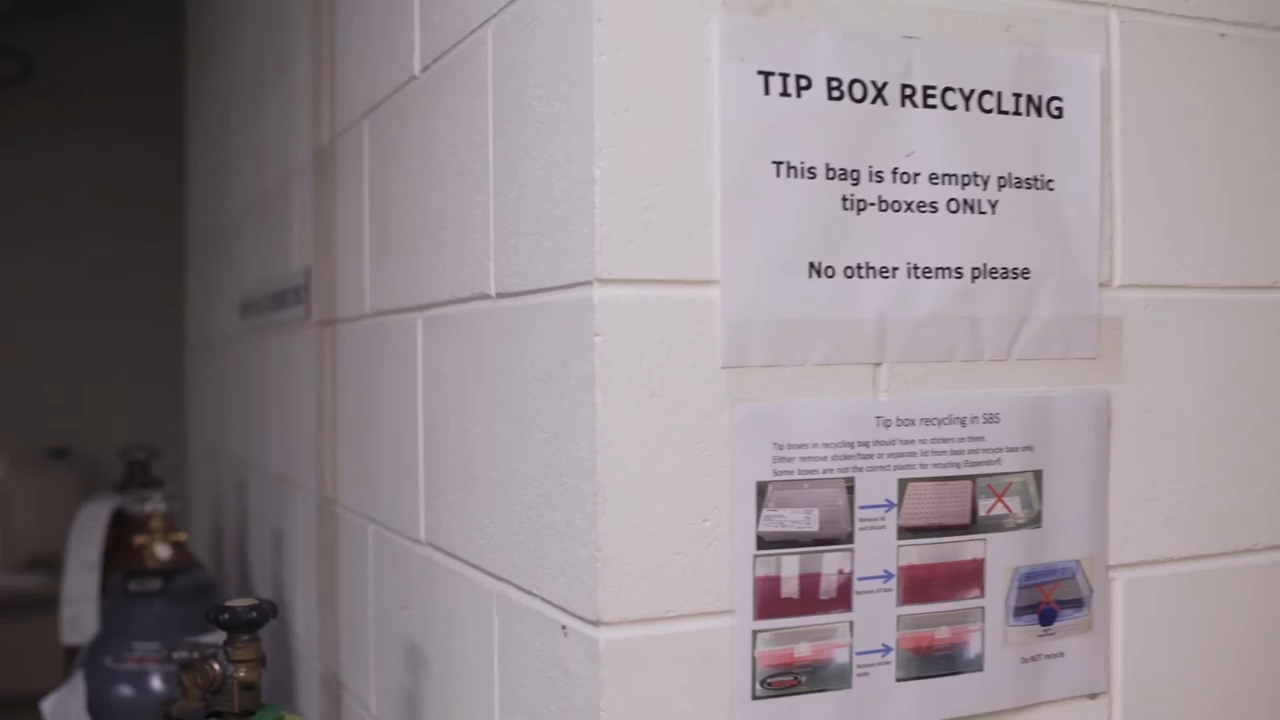 TIP BOX RECYCLING
This bag is for empty plastic
tip-boxes ONLY
No other items please
Tip box recycling in SBS
Tip boxes in recycling bag should have no stickers on them.
Either remove sticker/tape or separate lid from base and recycle base only.
Some boxes are not the correct plastic for recycling (Eppendorf)
Do NOT recycle